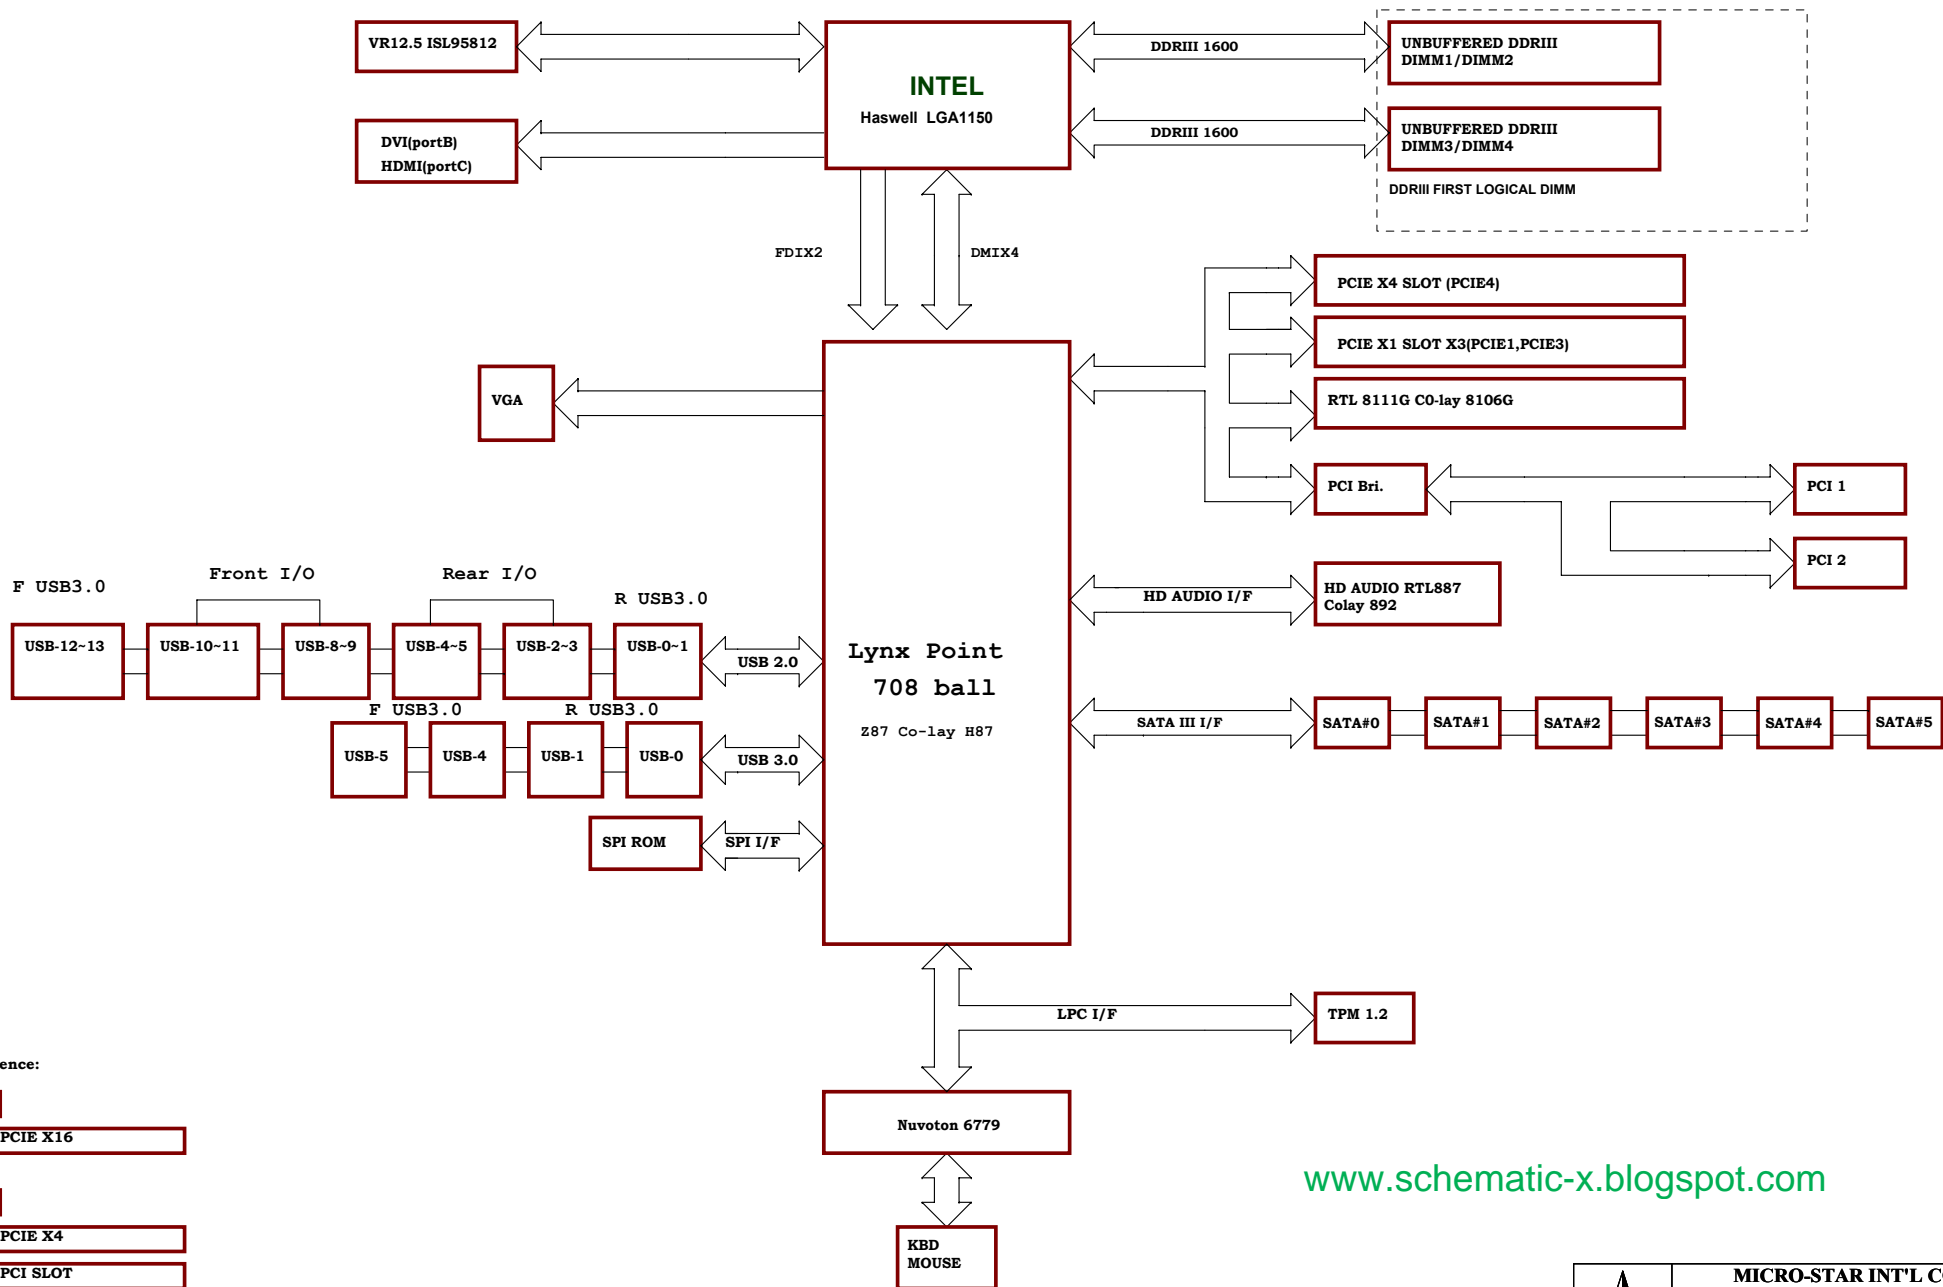 VR12.5 ISL95812
INTEL
Haswell LGA1150
DDRIII 1600
UNBUFFERED DDRIII
DIMM1/DIMM2
DVI(portB)
HDMI(portC)
DDRIII 1600
UNBUFFERED DDRIII
DIMM3/DIMM4
DDRIII FIRST LOGICAL DIMM
FDIX2
DMIX4
PCIE X4 SLOT (PCIE4)
PCIE X1 SLOT X3(PCIE1,PCIE3)
VGA
RTL 8111G C0-lay 8106G
PCI Bri.
PCI 1
PCI 2
F USB3.0
Front I/O
Rear I/O
R USB3.0
HD AUDIO I/F
HD AUDIO RTL887
Colay 892
USB-12~13
USB-10~11
USB-8~9
USB-4~5
USB-2~3
USB-0~1
USB 2.0
Lynx Point
708 ball
Z87 Co-lay H87
F USB3.0
R USB3.0
SATA III I/F
SATA#0
SATA#1
SATA#2
SATA#3
SATA#4
SATA#5
USB-5
USB-4
USB-1
USB-0
USB 3.0
SPI ROM
SPI I/F
LPC I/F
TPM 1.2
ence:
PCIE X16
Nuvoton 6779
www.schematic-x.blogspot.com
PCIE X4
KBD
MOUSE
PCI SLOT
MICRO-STAR INT'L C